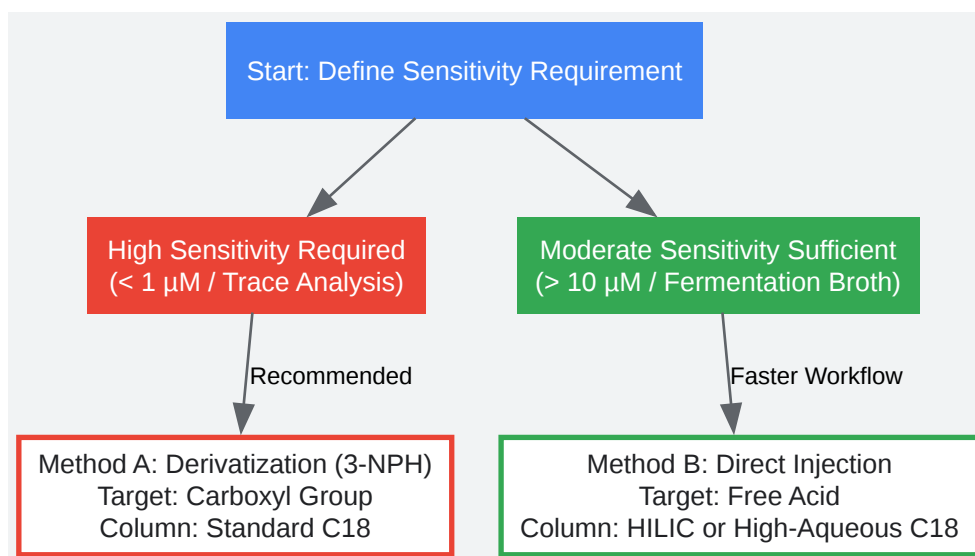 Start: Define Sensitivity Requirement
High Sensitivity Required
(< 1 µM / Trace Analysis)
Moderate Sensitivity Sufficient
(> 10 µM / Fermentation Broth)
Recommended
Faster Workflow
Method A: Derivatization (3-NPH)
Target: Carboxyl Group
Column: Standard C18
Method B: Direct Injection
Target: Free Acid
Column: HILIC or High-Aqueous C18